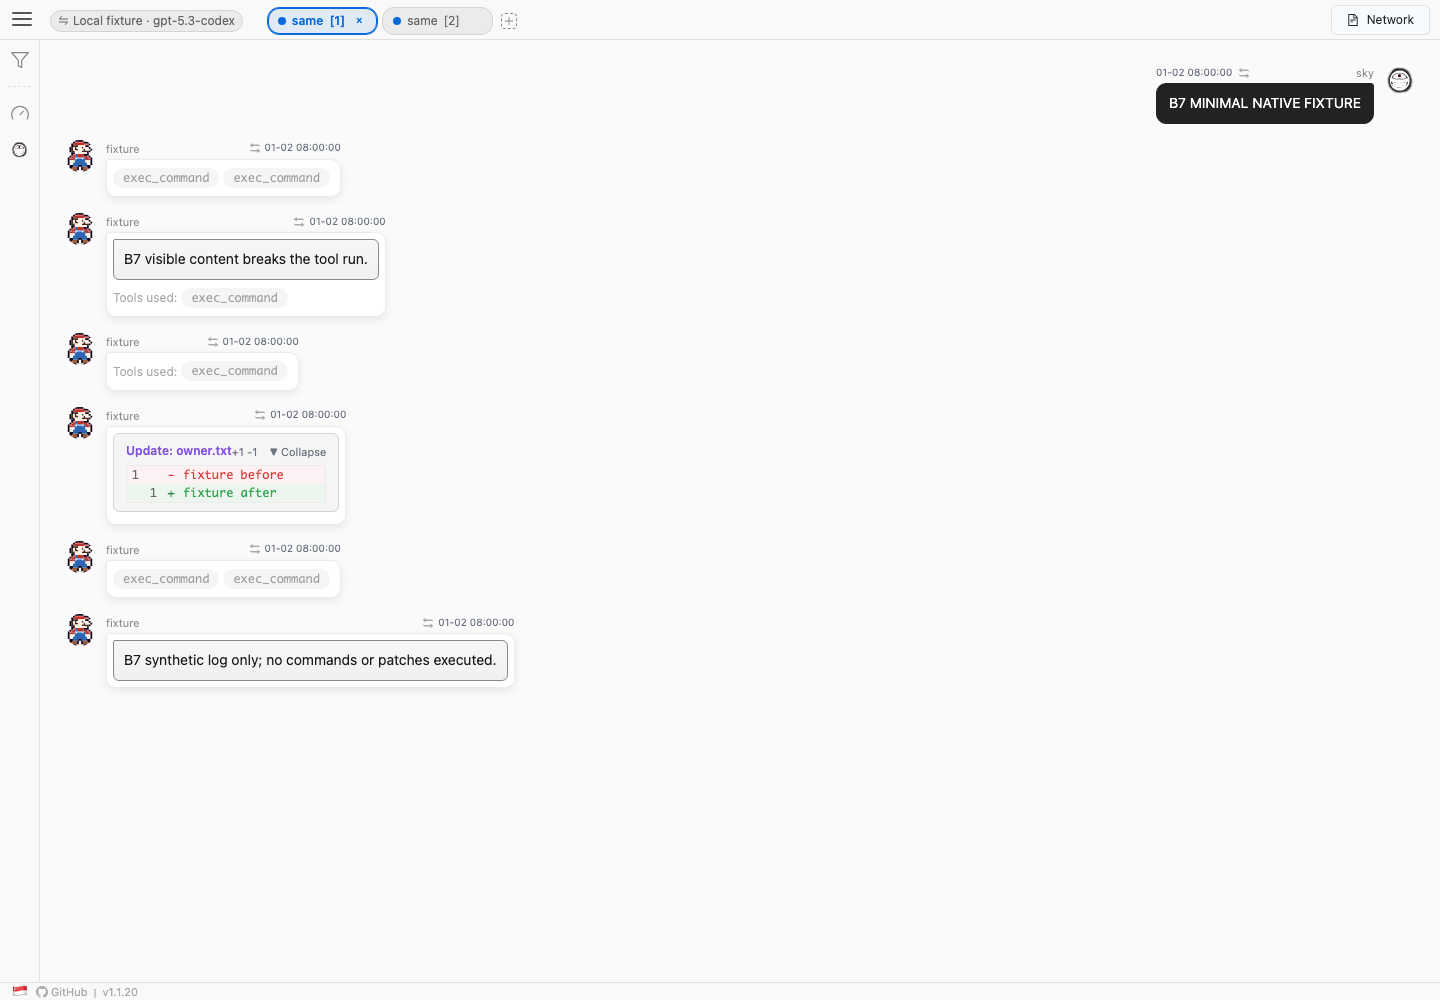 Local fixture · gpt-5.3-codex
same [1] ×
same [2]
Network
01-02 08:00:00
sky
B7 MINIMAL NATIVE FIXTURE
fixture
01-02 08:00:00
exec_command exec_command
fixture
01-02 08:00:00
B7 visible content breaks the tool run.
Tools used: exec_command
fixture
01-02 08:00:00
Tools used: exec_command
fixture
01-02 08:00:00
Update: owner.txt+1 -1 ▼ Collapse
1 - fixture before
1 + fixture after
fixture
01-02 08:00:00
exec_command exec_command
fixture
01-02 08:00:00
B7 synthetic log only; no commands or patches executed.
GitHub | v1.1.20